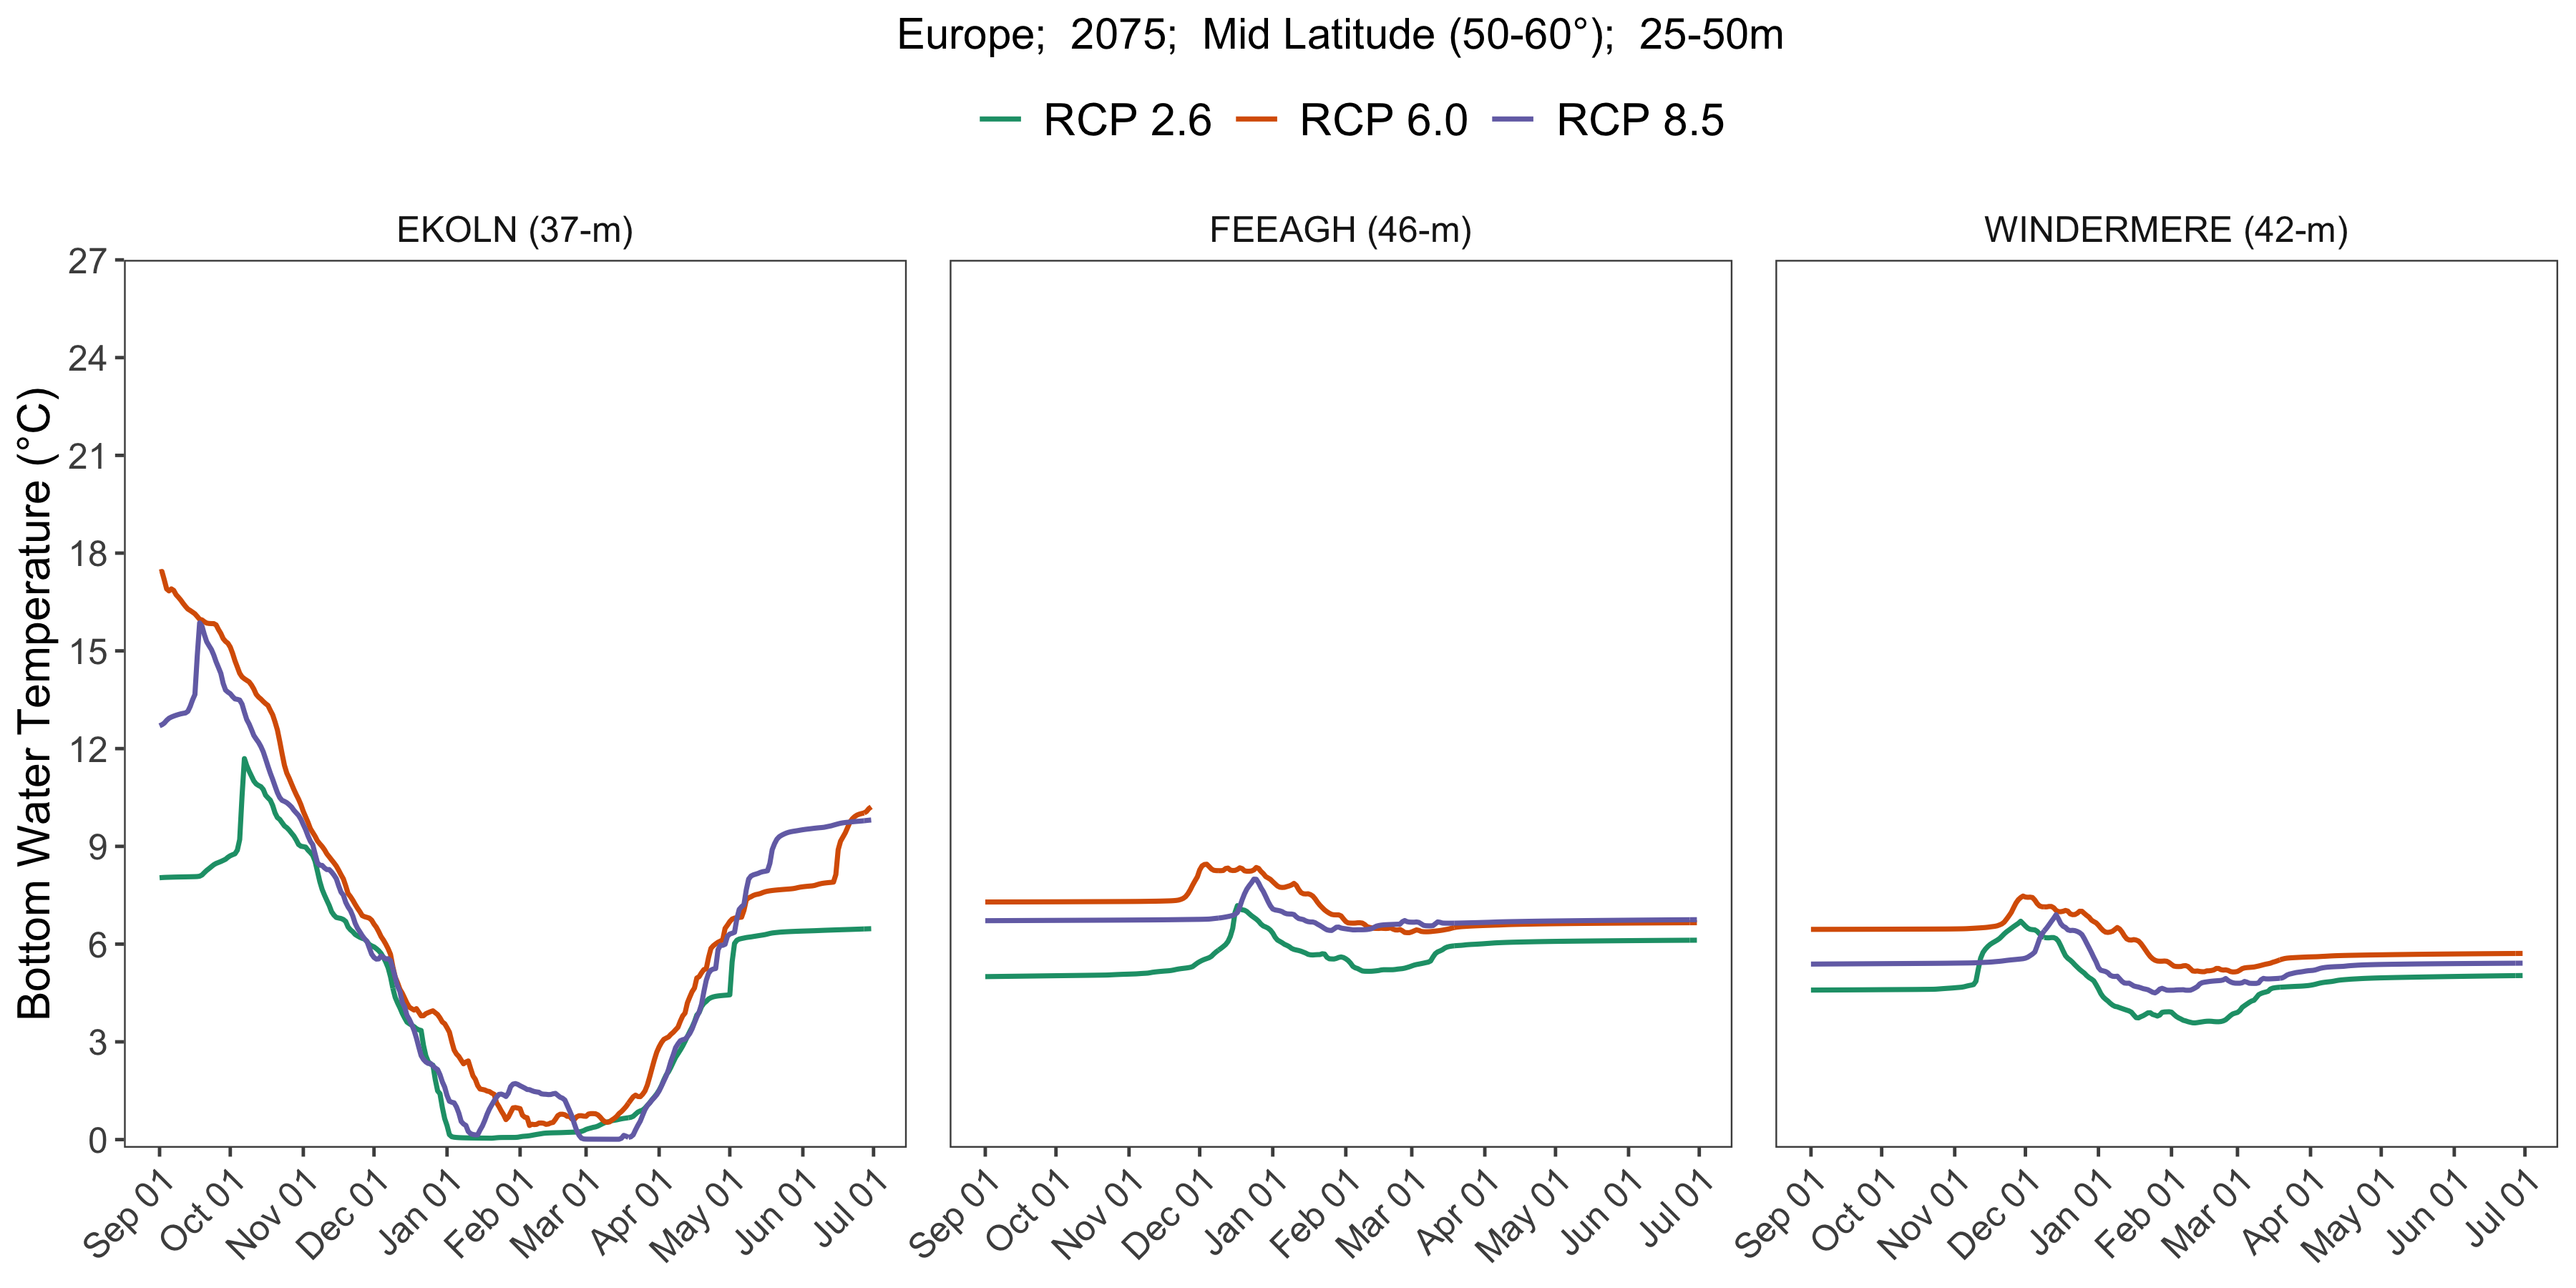 Europe;  2075;  Mid Latitude (50-60°);  25-50m
RCP 2.6 RCP 6.0 RCP 8.5
EKOLN (37-m) FEEAGH (46-m) WINDERMERE (42-m)
Bottom Water Temperature (°C)
27
24
21
18
15
12
9
6
3
0
Sep 01 Oct 01 Nov 01 Dec 01 Jan 01 Feb 01 Mar 01 Apr 01 May 01 Jun 01 Jul 01
Sep 01 Oct 01 Nov 01 Dec 01 Jan 01 Feb 01 Mar 01 Apr 01 May 01 Jun 01 Jul 01
Sep 01 Oct 01 Nov 01 Dec 01 Jan 01 Feb 01 Mar 01 Apr 01 May 01 Jun 01 Jul 01